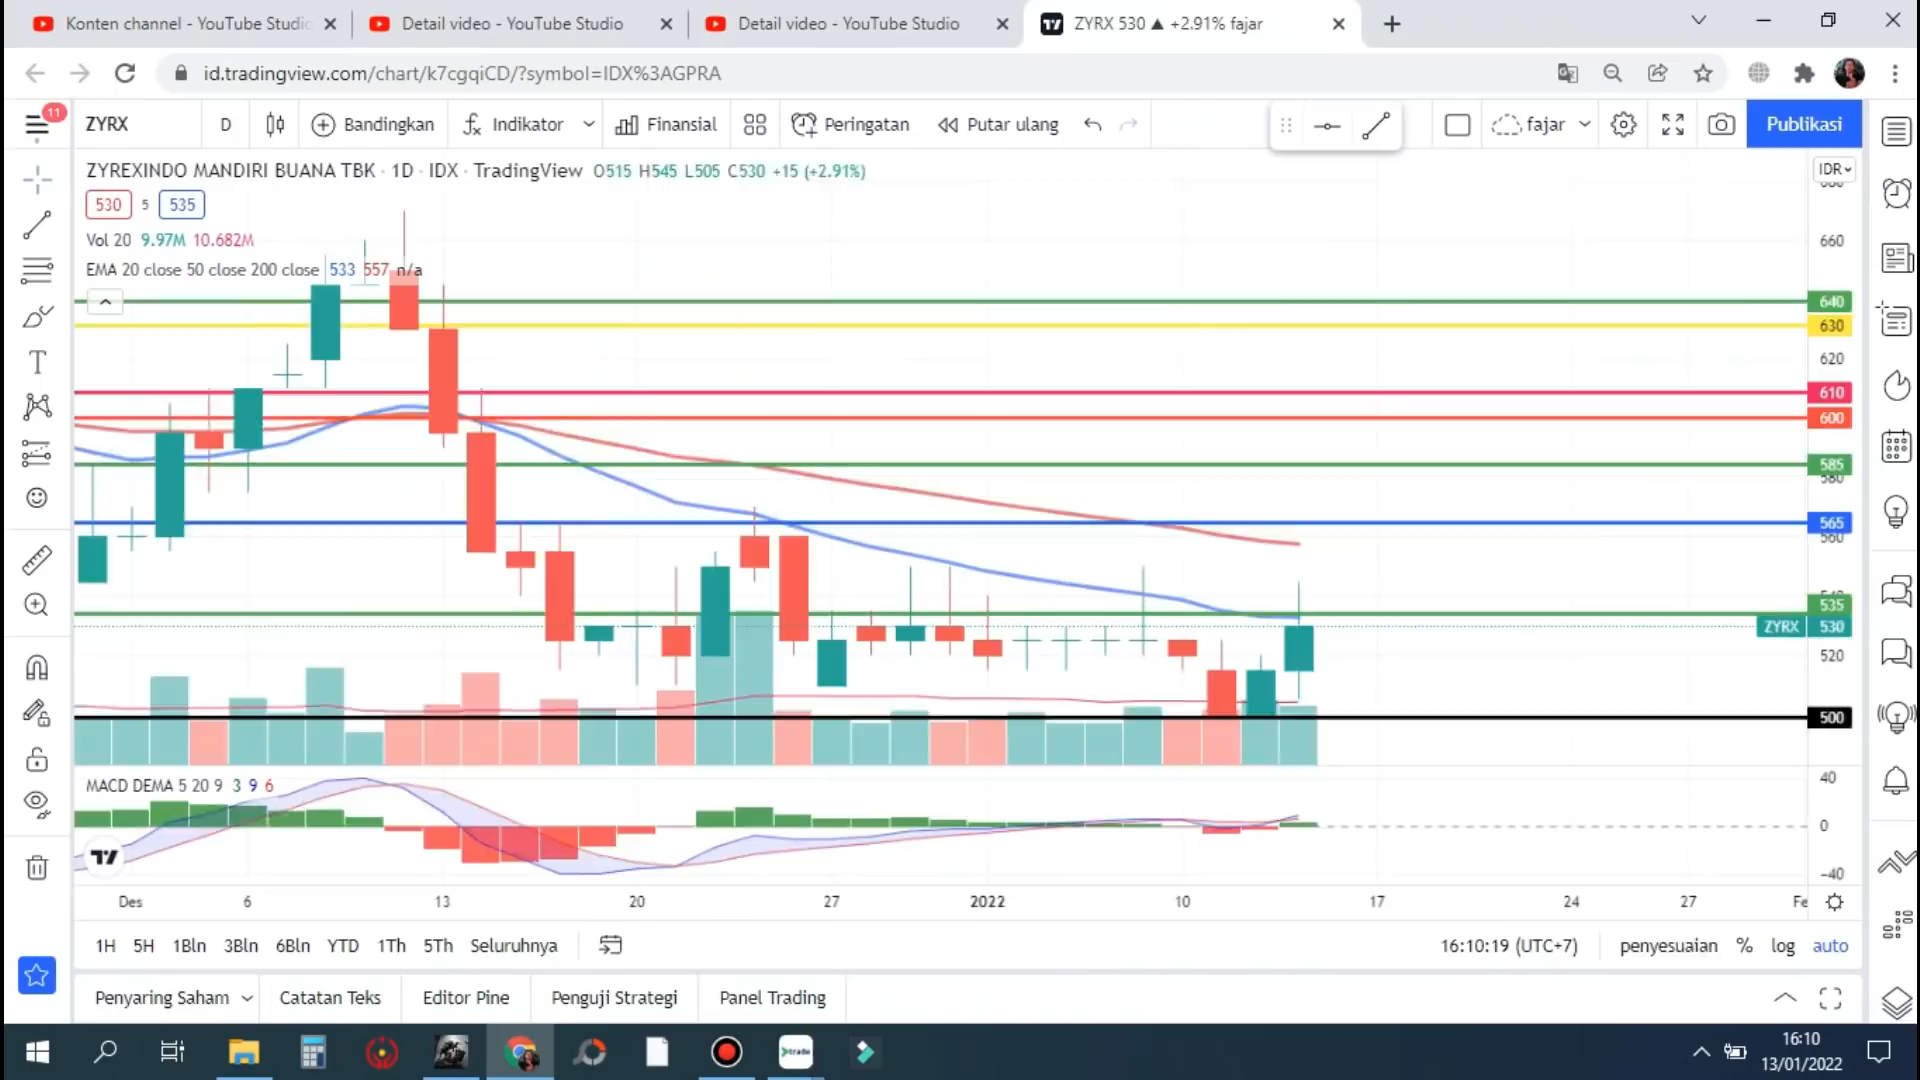 Konten channel - YouTube Studio
Detail video - YouTube Studio
Detail video - YouTube Studio
ZYRX 530 ▲ +2.91% fajar
id.tradingview.com/chart/k7cgqiCD/?symbol=IDX%3AGPRA
11
ZYRX
D
Bandingkan
Indikator
Finansial
Peringatan
Putar ulang
fajar
Publikasi
ZYREXINDO MANDIRI BUANA TBK · 1D · IDX · TradingView O515 H545 L505 C530 +15 (+2.91%)
IDR
530 5 535
Vol 20 9.97M 10.682M
EMA 20 close 50 close 200 close 533 557 n/a
660
640
630
620
610
600
585
580
565
560
535
ZYRX 530
520
500
MACD DEMA 5 20 9 3 9 6
40
0
-40
Des 6 13 20 27 2022 10 17 24 27 Fe
1H 5H 1Bln 3Bln 6Bln YTD 1Th 5Th Seluruhnya
16:10:19 (UTC+7) penyesuaian % log auto
Penyaring Saham Catatan Teks Editor Pine Penguji Strategi Panel Trading
trade
16:10
13/01/2022